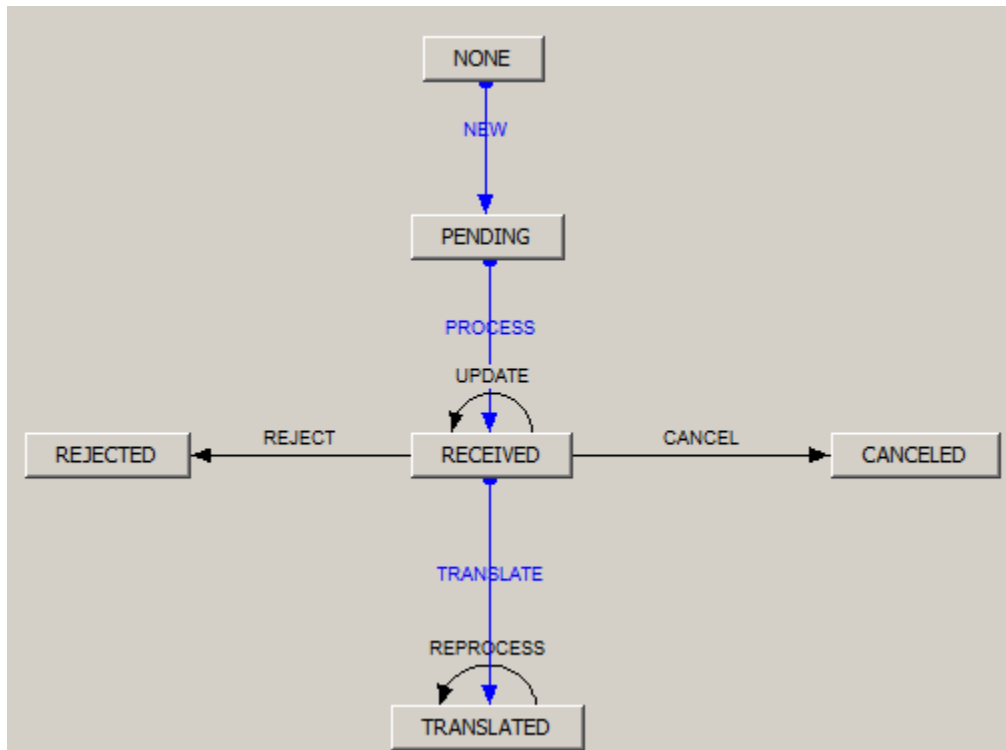 NONE
NEW
PENDING
PROCESS
UPDATE
REJECTED
REJECT
RECEIVED
CANCEL
CANCELED
TRANSLATE
REPROCESS
TRANSLATED